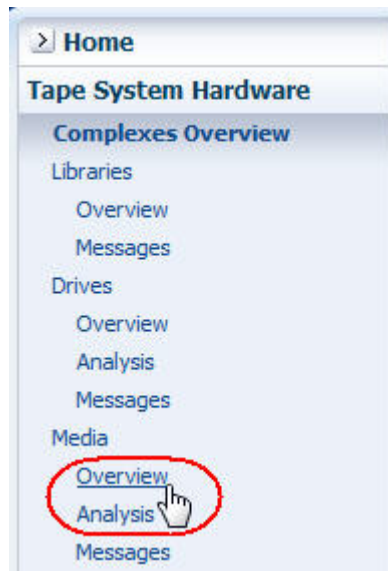 Home
Tape System Hardware
Complexes Overview
Libraries
Overview
Messages
Drives
Overview
Analysis
Messages
Media
Overview
Analysis
Messages